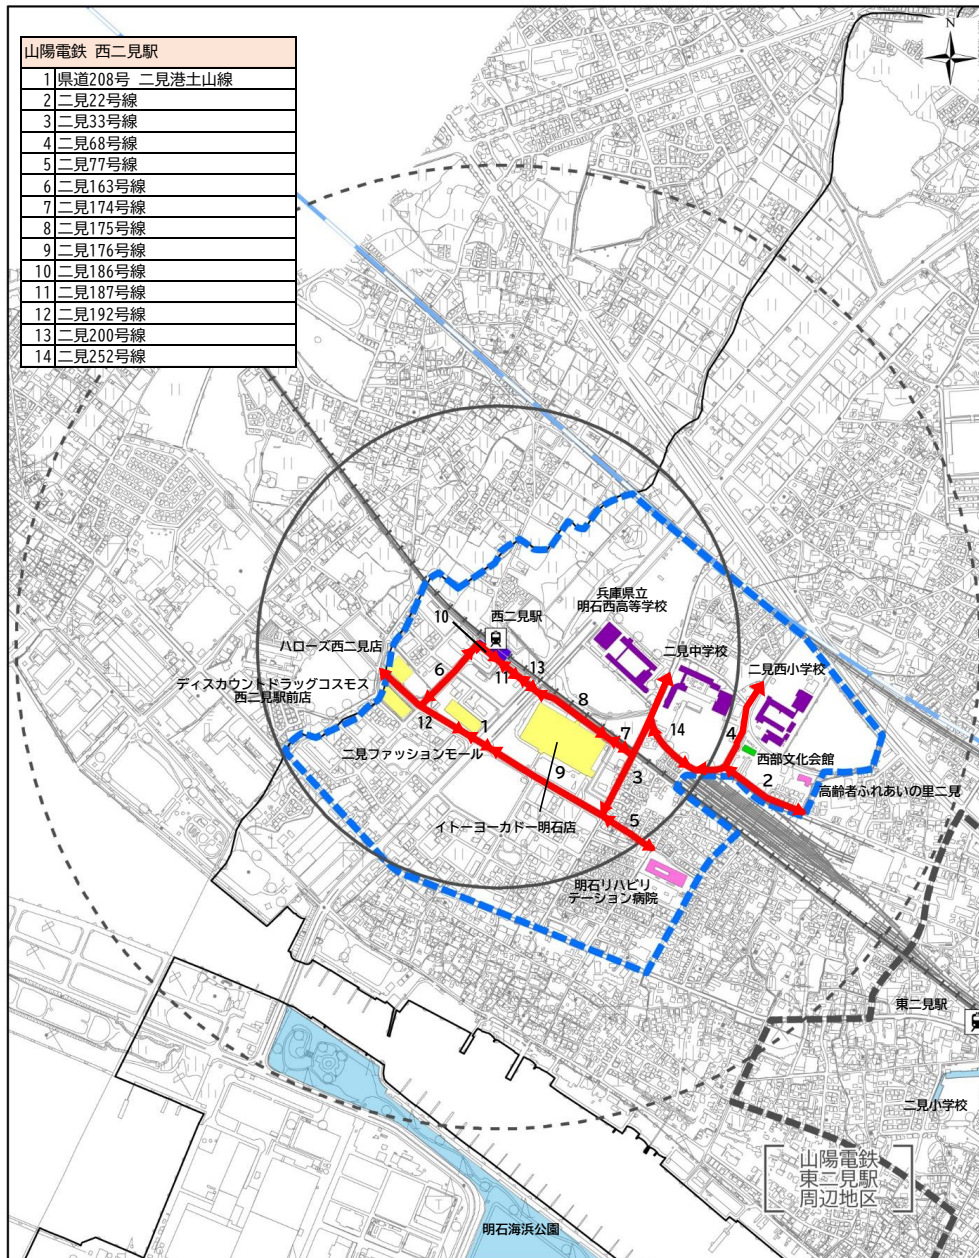 山陽電鉄 西二見駅
1 県道208号 二見港土山線
2 二見22号線
3 二見33号線
4 二見68号線
5 二見77号線
6 二見163号線
7 二見174号線
8 二見175号線
9 二見176号線
10 二見186号線
11 二見187号線
12 二見192号線
13 二見200号線
14 二見252号線
N
兵庫県立
明石西高等学校
西二見駅
10
ハローズ西二見店
二見中学校
二見西小学校
13
11
6
ディスカウントドラッグコスモス
西二見駅前店
8
12
1
7
14
4
二見ファッションモール
西部文化会館
3
9
2
高齢者ふれあいの里二見
5
イトーヨーカドー明石店
明石リハビリ
テーション病院
東二見駅
二見小学校
山陽電鉄
東二見駅
周辺地区
明石海浜公園